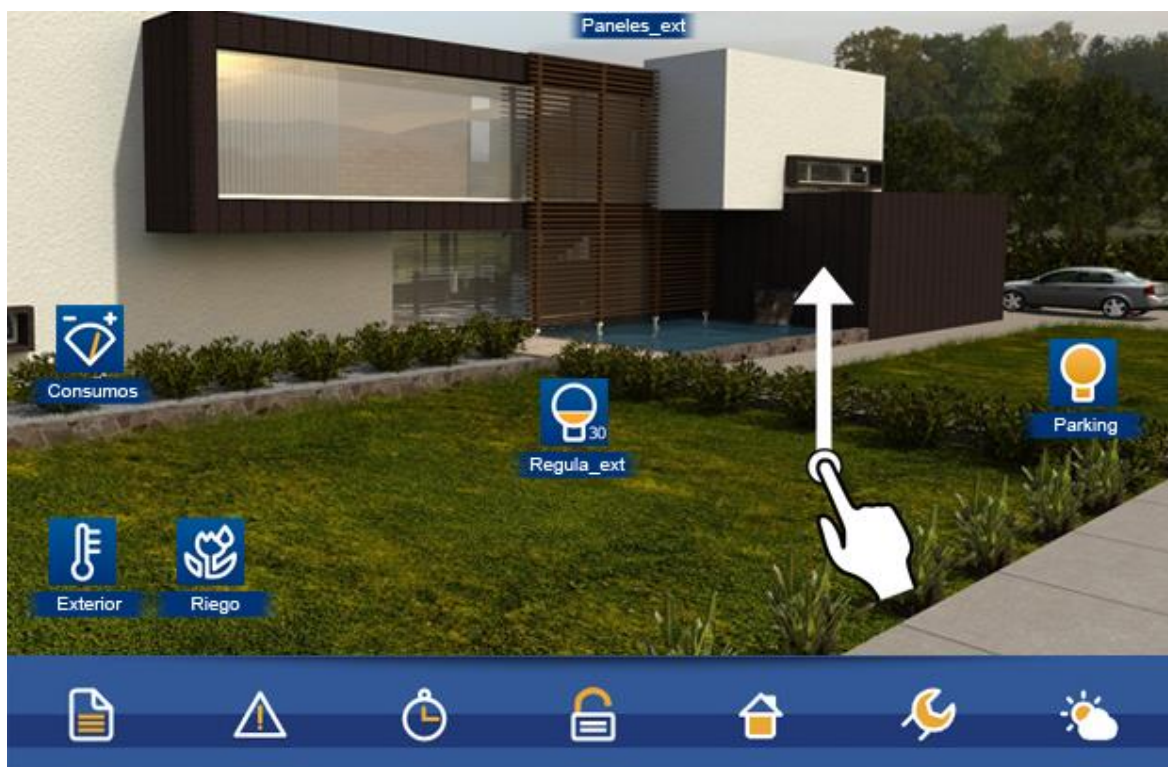 Paneles_ext
Consumos
30
Regula_ext
Parking
Exterior
Riego